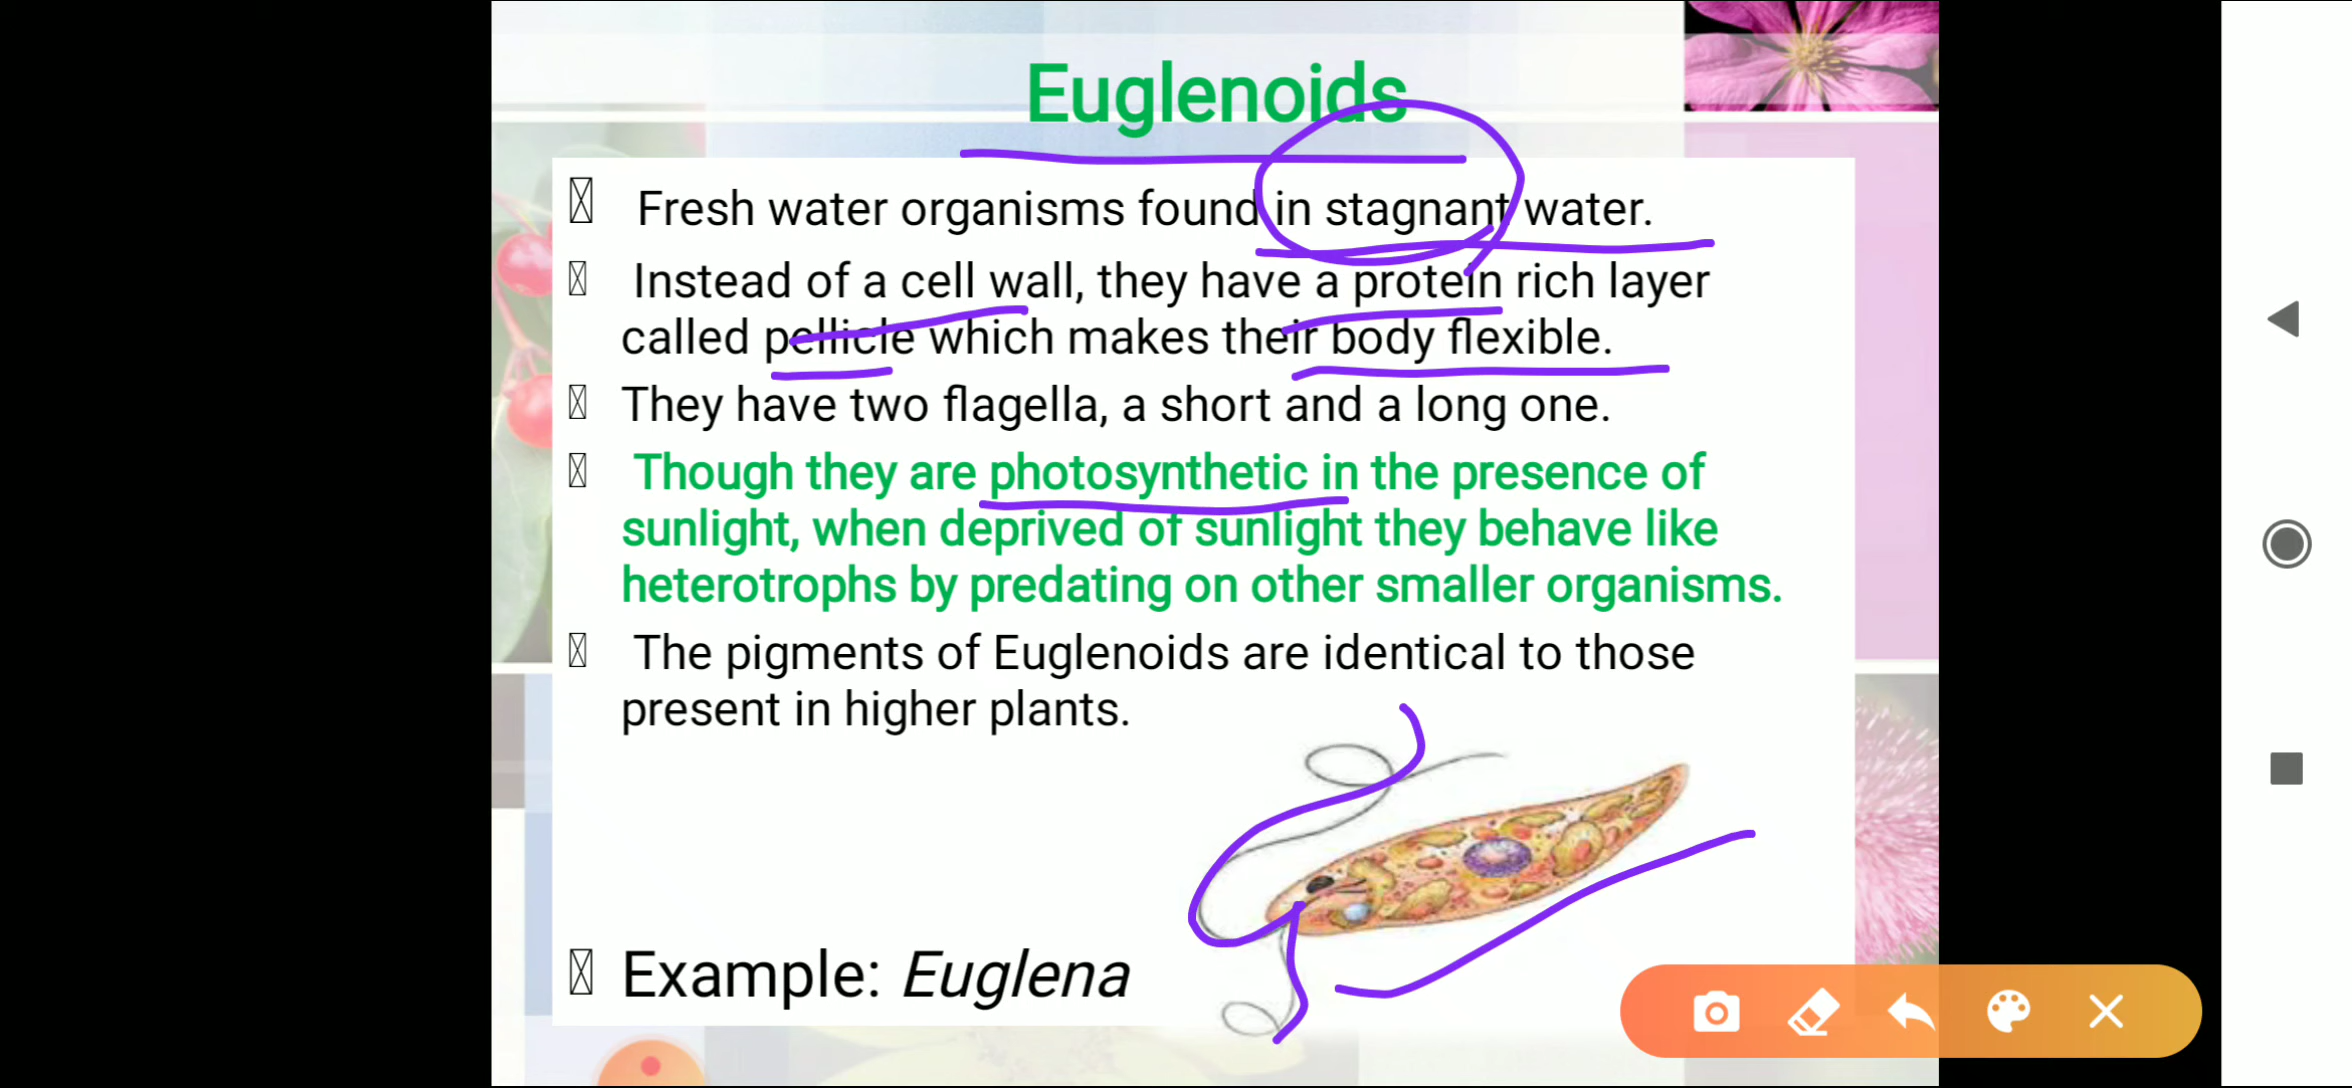 Euglenoids
Fresh water organisms found in stagnant water.
Instead of a cell wall, they have a protein rich layer
called pellicle which makes their body flexible.
They have two flagella, a short and a long one.
Though they are photosynthetic in the presence of
sunlight, when deprived of sunlight they behave like
heterotrophs by predating on other smaller organisms.
The pigments of Euglenoids are identical to those
present in higher plants.
Example: Euglena